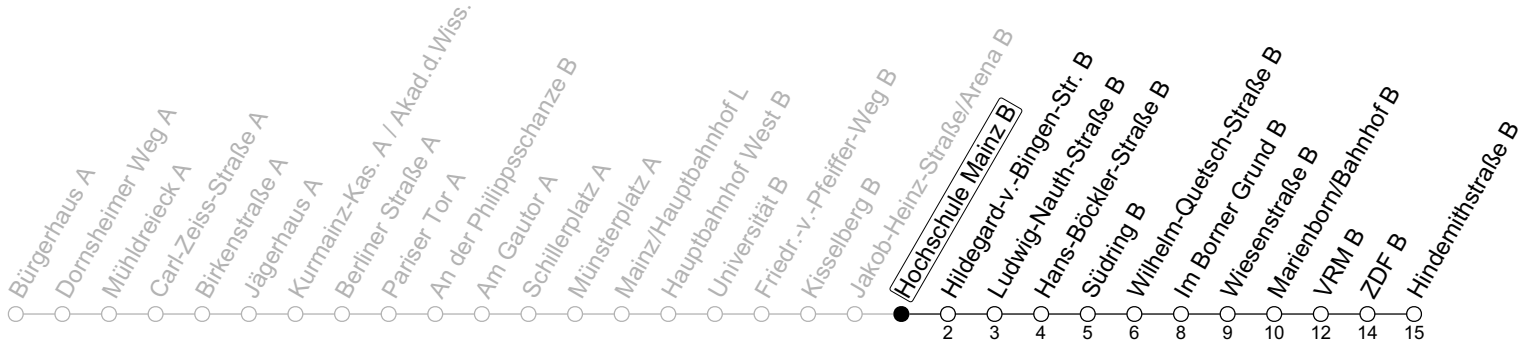 Bürgerhaus A
Dornsheimer Weg A
Mühldreieck A
Carl-Zeiss-Straße A
Birkenstraße A
Jägerhaus A
Kurmainz-Kas. A / Akad.d.Wiss.
Berliner Straße A
Pariser Tor A
An der Philippsschanze B
Am Gautor A
Schillerplatz A
Münsterplatz A
Mainz/Hauptbahnhof L
Hauptbahnhof West B
Universität B
Friedr.-v.-Pfeiffer-Weg B
Kisselberg B
Jakob-Heinz-Straße/Arena B
Hochschule Mainz B
Hildegard-v.-Bingen-Str. B
Ludwig-Nauth-Straße B
Hans-Böckler-Straße B
Südring B
Wilhelm-Quetsch-Straße B
Im Borner Grund B
Wiesenstraße B
Marienborn/Bahnhof B
VRM B
ZDF B
Hindemithstraße B
2 3 4 5 6 8 9 10 12 14 15